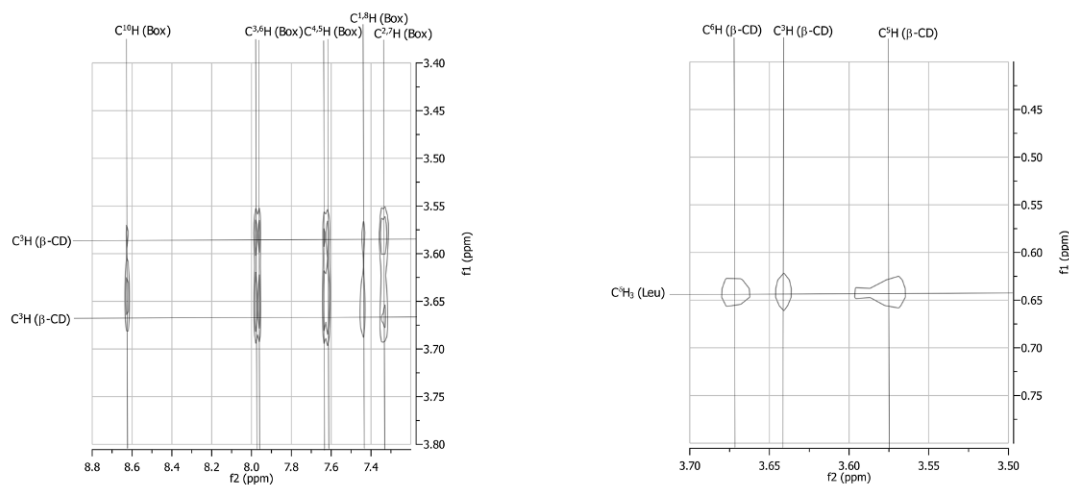 C¹⁰H (Box)
C³,⁶H (Box)
C⁴,⁵H (Box)
C¹,⁸H (Box)
C²,⁷H (Box)
3.40
3.45
3.50
3.55
3.60
3.65
3.70
3.75
3.80
f1 (ppm)
C³H (β-CD)
C³H (β-CD)
8.8 8.6 8.4 8.2 8.0 7.8 7.6 7.4
f2 (ppm)
C⁶H (β-CD) C³H (β-CD) C⁵H (β-CD)
0.45
0.50
0.55
0.60
0.65
0.70
0.75
f1 (ppm)
CᵟH₃ (Leu)
3.70 3.65 3.60 3.55 3.50
f2 (ppm)